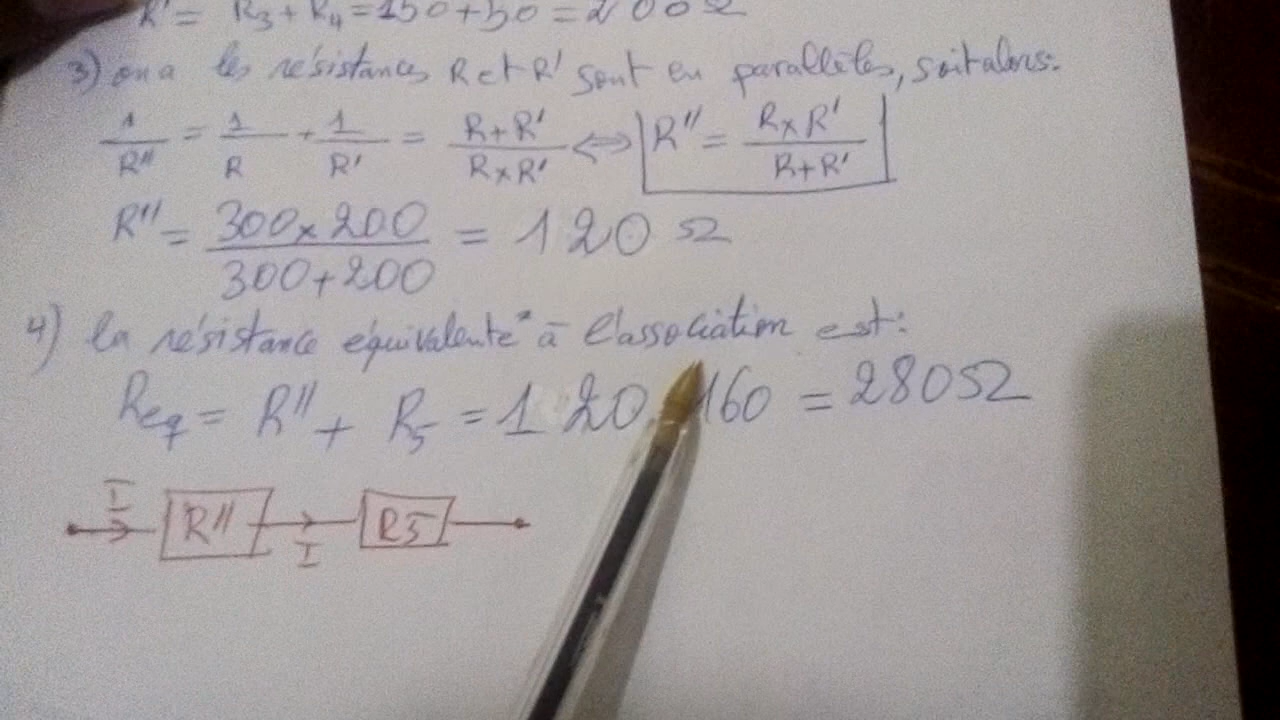 R' = R3 + R4 = 150 + 50 = 200 Ω
3) on a les résistances R et R' sont en parallèles, soit alors:
1/R'' = 1/R + 1/R' = R+R'/R×R' ⇔ R'' = R×R'/R+R'
R'' = 300×200/300+200 = 120 Ω
4) la résistance équivalente à l'association est:
Req = R'' + R5 = 120 160 = 280Ω
I
R'' R5
I